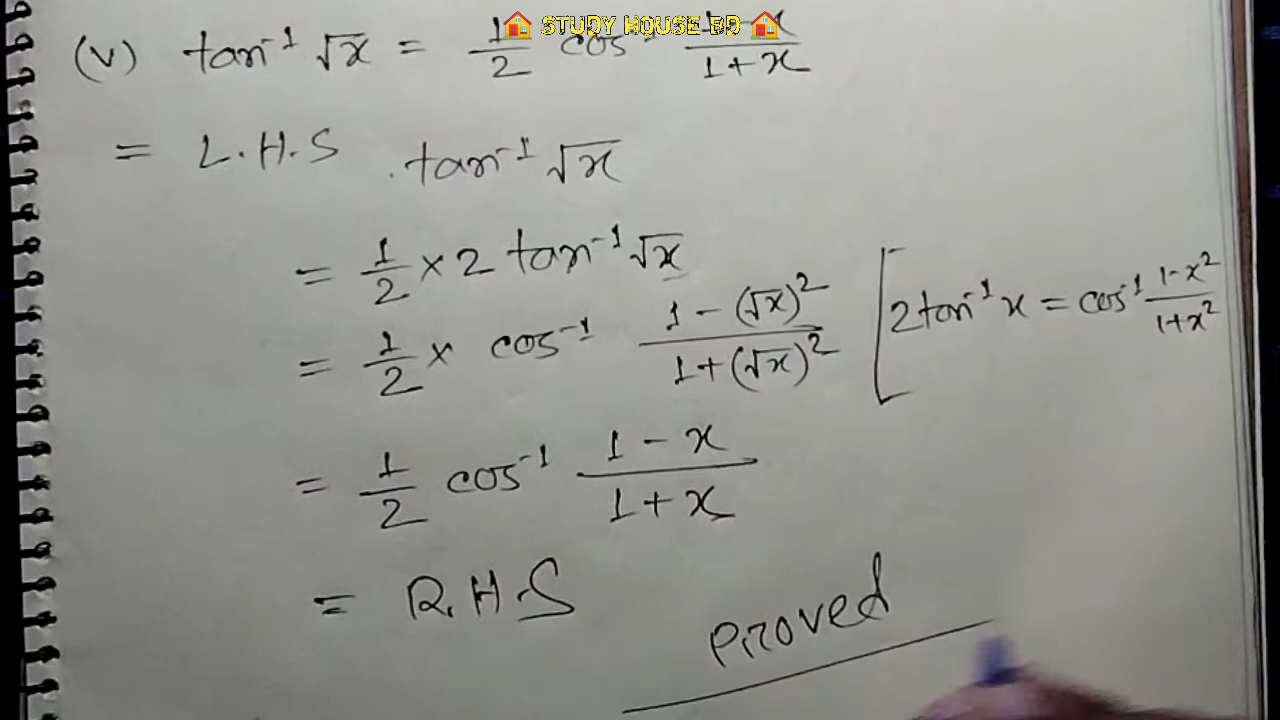 🏠 STUDY HOUSE BD 🏠
(v) tan⁻¹ √x = 1/2 cos⁻¹ (1-x)/(1+x)
= L.H.S . tan⁻¹ √x
= 1/2 × 2 tan⁻¹ √x
= 1/2 × cos⁻¹ (1-(√x)²)/(1+(√x)²) [2tan⁻¹ x = cos⁻¹ (1-x²)/(1+x²)
= 1/2 cos⁻¹ (1-x)/(1+x)
= R.H.S
Proved